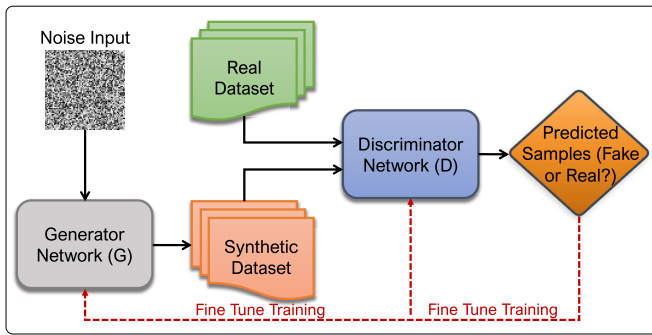 Noise Input
Real
Dataset
Discriminator
Network (D)
Predicted
Samples (Fake
or Real?)
Generator
Network (G)
Synthetic
Dataset
Fine Tune Training
Fine Tune Training